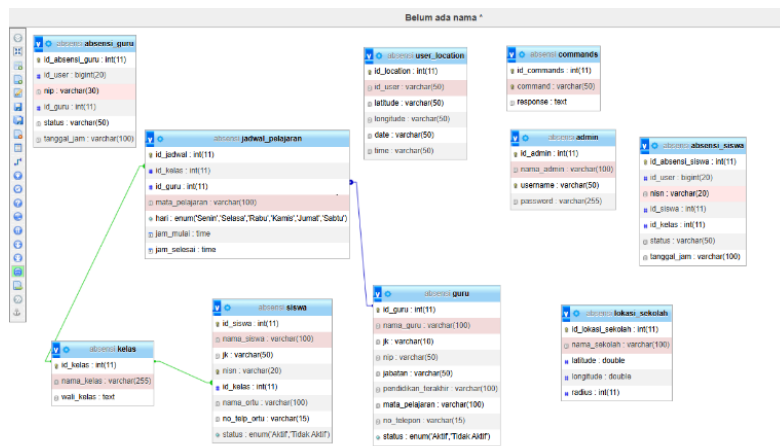 Belum ada nama *
absensi absensi_guru
id_absensi_guru : int(11)
id_user : bigint(20)
nip : varchar(30)
id_guru : int(11)
status : varchar(50)
tanggal_jam : varchar(100)
absensi user_location
id_location : int(11)
id_user : varchar(50)
latitude : varchar(50)
longitude : varchar(50)
date : varchar(50)
time : varchar(50)
absensi commands
id_commands : int(11)
command : varchar(50)
response : text
absensi jadwal_pelajaran
id_jadwal : int(11)
id_kelas : int(11)
id_guru : int(11)
mata_pelajaran : varchar(100)
hari : enum('Senin','Selasa','Rabu','Kamis','Jumat','Sabtu')
jam_mulai : time
jam_selesai : time
absensi admin
id_admin : int(11)
nama_admin : varchar(100)
username : varchar(50)
password : varchar(255)
absensi absensi_siswa
id_absensi_siswa : int(11)
id_user : bigint(20)
nisn : varchar(20)
id_siswa : int(11)
id_kelas : int(11)
status : varchar(50)
tanggal_jam : varchar(100)
absensi kelas
id_kelas : int(11)
nama_kelas : varchar(255)
wali_kelas : text
absensi siswa
id_siswa : int(11)
nama_siswa : varchar(100)
jk : varchar(50)
nisn : varchar(20)
id_kelas : int(11)
nama_ortu : varchar(100)
no_telp_ortu : varchar(15)
status : enum('Aktif','Tidak Aktif')
absensi guru
id_guru : int(11)
nama_guru : varchar(100)
jk : varchar(10)
nip : varchar(50)
jabatan : varchar(50)
pendidikan_terakhir : varchar(100)
mata_pelajaran : varchar(100)
no_telepon : varchar(15)
status : enum('Aktif','Tidak Aktif')
absensi lokasi_sekolah
id_lokasi_sekolah : int(11)
nama_sekolah : varchar(100)
latitude : double
longitude : double
radius : int(11)